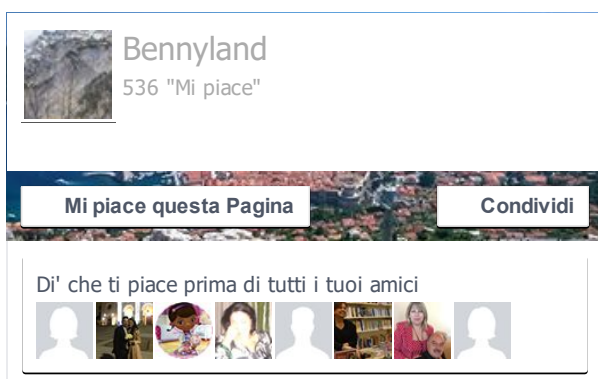 Bennyland
536 "Mi piace"
Mi piace questa Pagina
Condividi
Di' che ti piace prima di tutti i tuoi amici